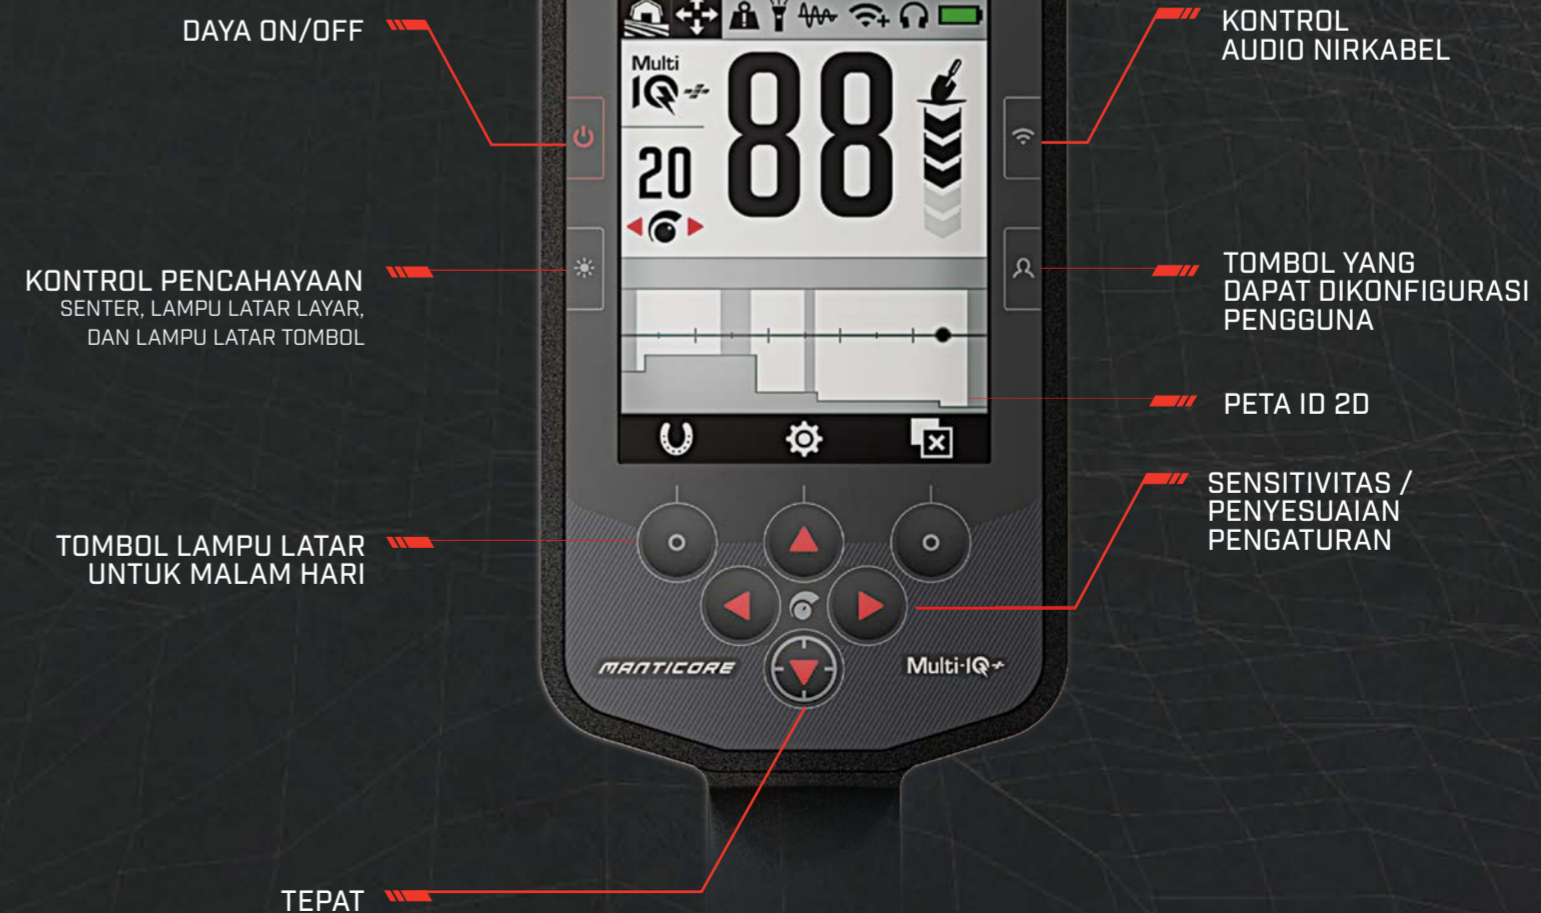 DAYA ON/OFF
KONTROL
AUDIO NIRKABEL
Multi
IQ
88
20
KONTROL PENCAHAYAAN
SENTER, LAMPU LATAR LAYAR,
DAN LAMPU LATAR TOMBOL
TOMBOL YANG
DAPAT DIKONFIGURASI
PENGGUNA
PETA ID 2D
SENSITIVITAS /
PENYESUAIAN
PENGATURAN
TOMBOL LAMPU LATAR
UNTUK MALAM HARI
MANTICORE
Multi-IQ+
TEPAT